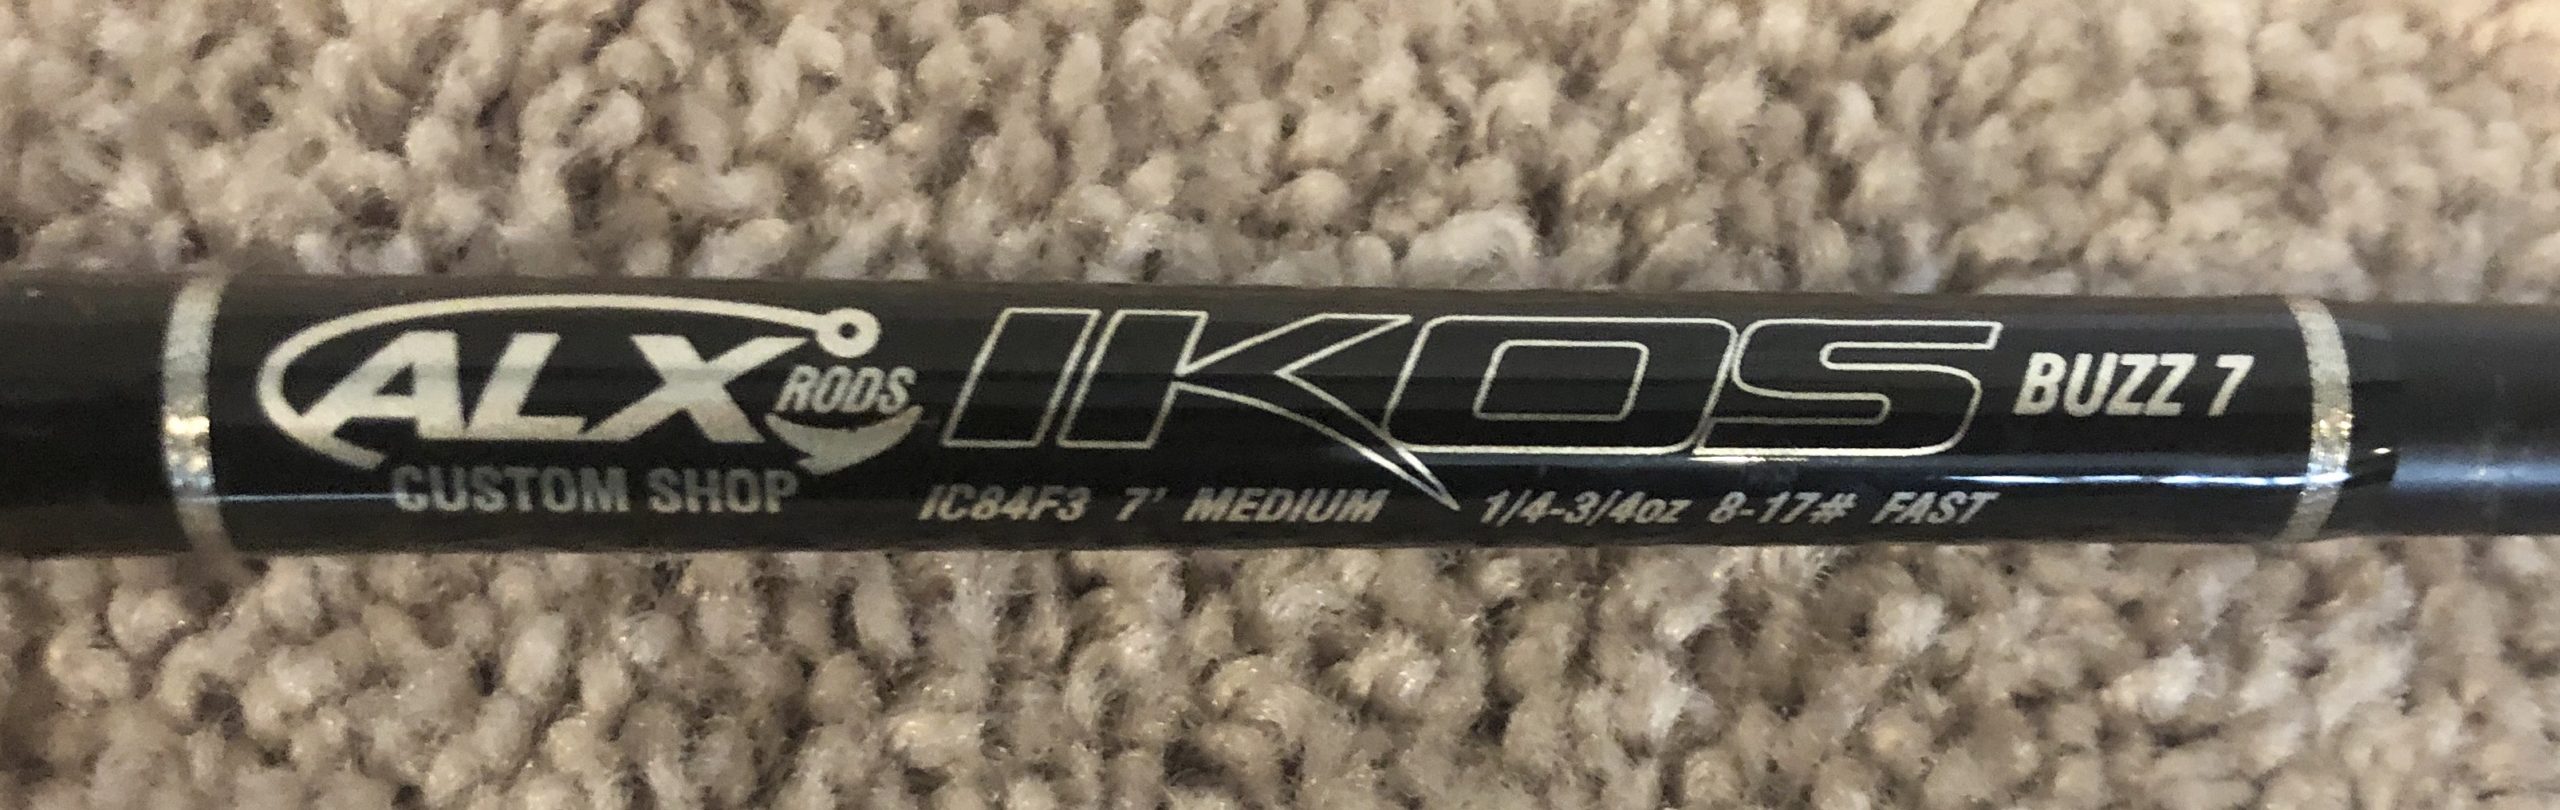 ALX RODS
CUSTOM SHOP
IKOS BUZZ 7
IC84F3 7' MEDIUM 1/4-3/4oz 8-17# FAST